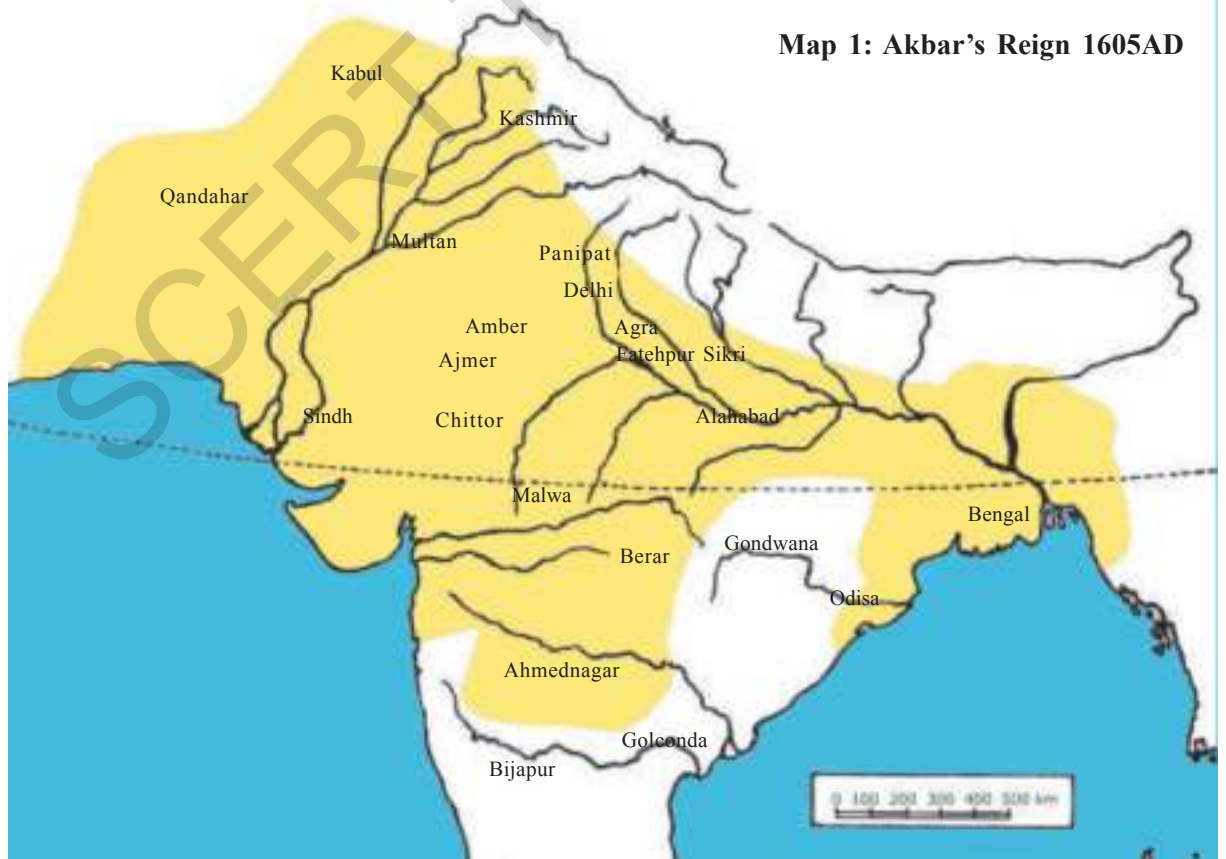 Map 1: Akbar's Reign 1605AD
Kabul
Kashmir
Qandahar
Multan
Panipat
Delhi
Amber
Agra
Ajmer
Fatehpur Sikri
Sindh
Chittor
Alahabad
Malwa
Bengal
Gondwana
Berar
Odisa
Ahmednagar
Golconda
Bijapur
0 100 200 300 400 500 km
SCERT